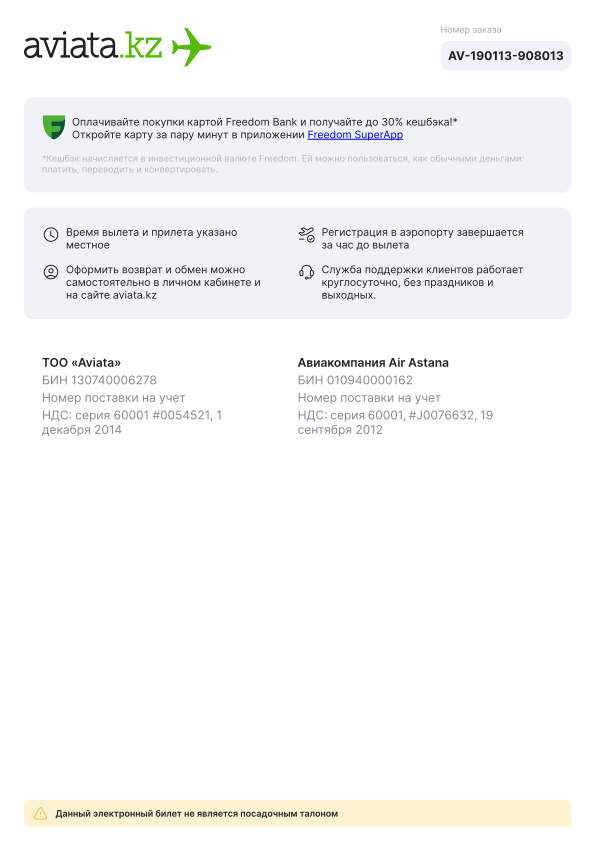 aviata.kz
Номер заказа
AV-190113-908013
Оплачивайте покупки картой Freedom Bank и получайте до 30% кешбэка!*
Откройте карту за пару минут в приложении Freedom SuperApp
*Кешбэк начисляется в инвестиционной валюте Freedom. Ей можно пользоваться, как обычными деньгами:
платить, переводить и конвертировать.
Время вылета и прилета указано
местное
Регистрация в аэропорту завершается
за час до вылета
Оформить возврат и обмен можно
самостоятельно в личном кабинете и
на сайте aviata.kz
Служба поддержки клиентов работает
круглосуточно, без праздников и
выходных.
ТОО «Aviata»
БИН 130740006278
Номер поставки на учет
НДС: серия 60001 #0054521, 1
декабря 2014
Авиакомпания Air Astana
БИН 010940000162
Номер поставки на учет
НДС: серия 60001, #J0076632, 19
сентября 2012
Данный электронный билет не является посадочным талоном